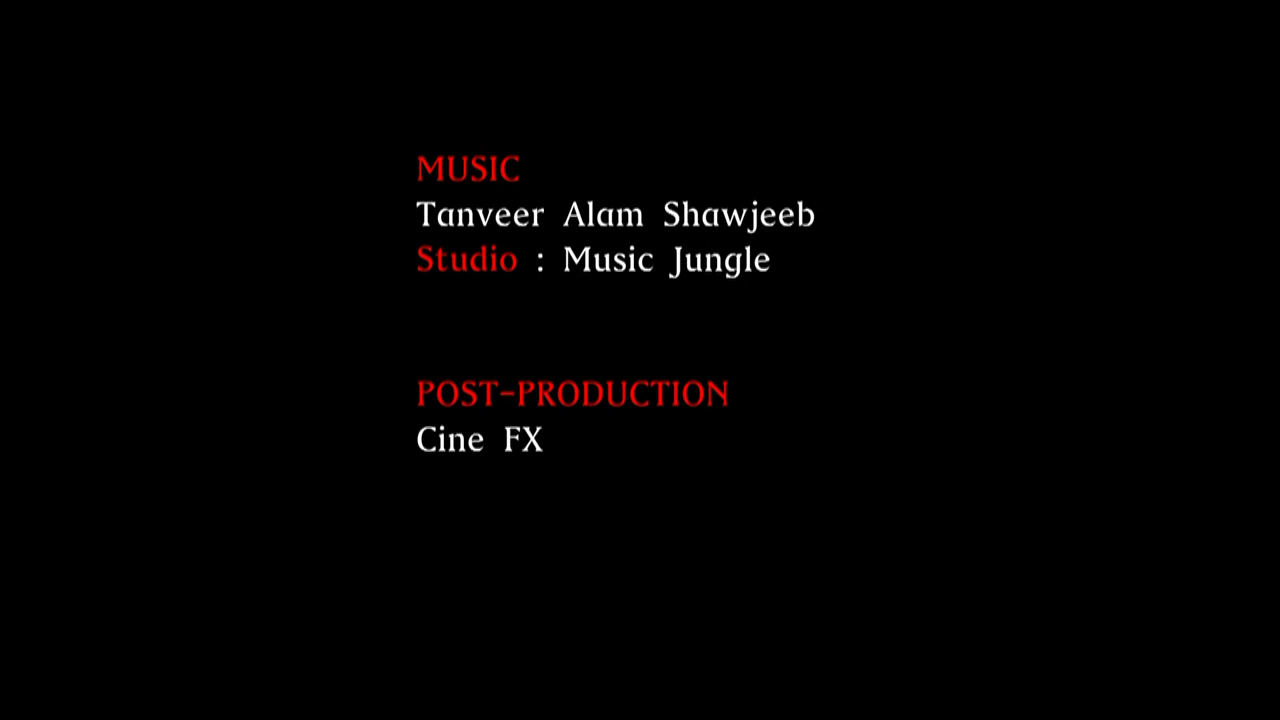 MUSIC
Tanveer Alam Shawjeeb
Studio : Music Jungle
POST-PRODUCTION
Cine FX